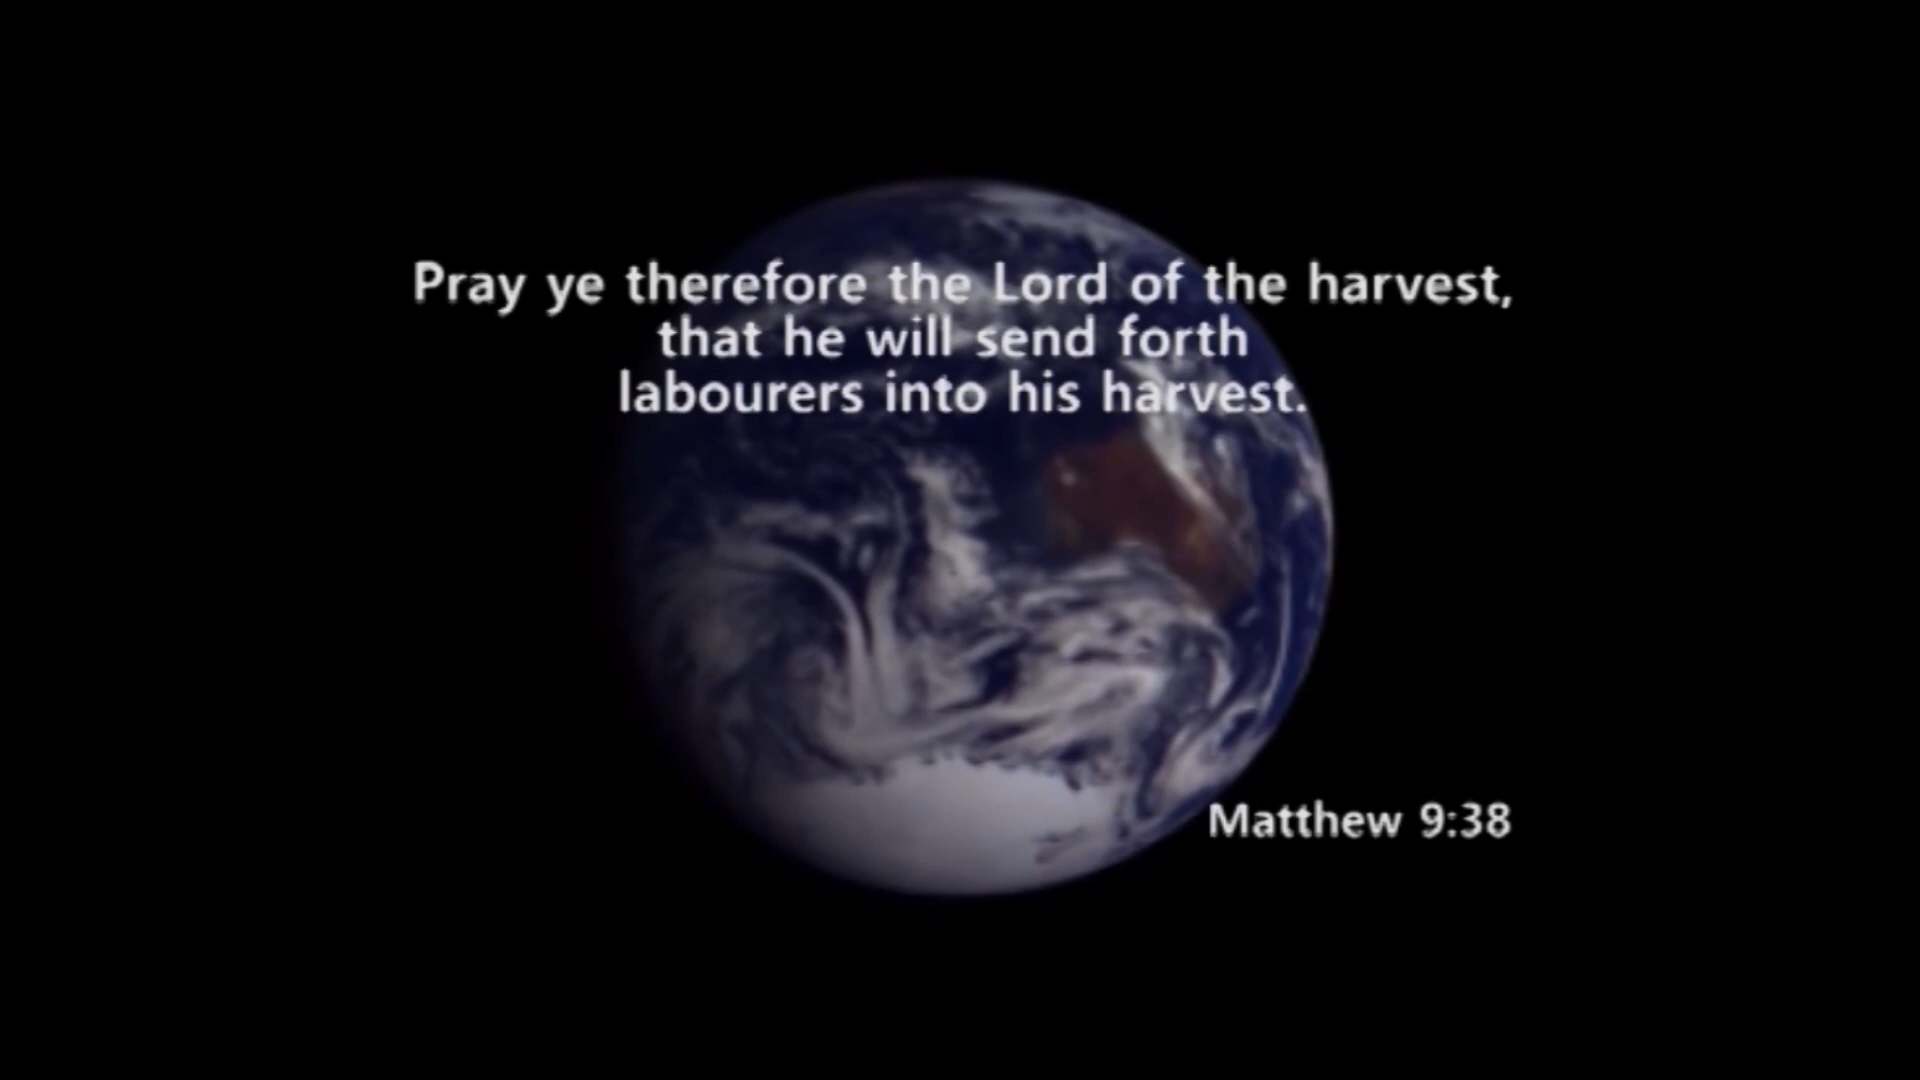 Pray ye therefore the Lord of the harvest,
that he will send forth
labourers into his harvest.
Matthew 9:38